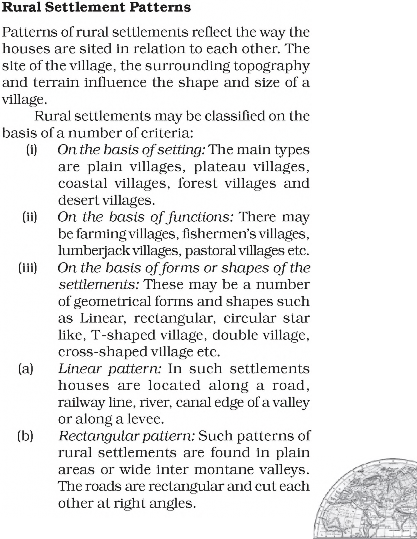 Rural Settlement Patterns
Patterns of rural settlements reflect the way the
houses are sited in relation to each other. The
site of the village, the surrounding topography
and terrain influence the shape and size of a
village.
Rural settlements may be classified on the
basis of a number of criteria:
(i) On the basis of setting: The main types
are plain villages, plateau villages,
coastal villages, forest villages and
desert villages.
(ii) On the basis of functions: There may
be farming villages, fishermen's villages,
lumberjack villages, pastoral villages etc.
(iii) On the basis of forms or shapes of the
settlements: These may be a number
of geometrical forms and shapes such
as Linear, rectangular, circular star
like, T-shaped village, double village,
cross-shaped village etc.
(a) Linear pattern: In such settlements
houses are located along a road,
railway line, river, canal edge of a valley
or along a levee.
(b) Rectangular pattern: Such patterns of
rural settlements are found in plain
areas or wide inter montane valleys.
The roads are rectangular and cut each
other at right angles.